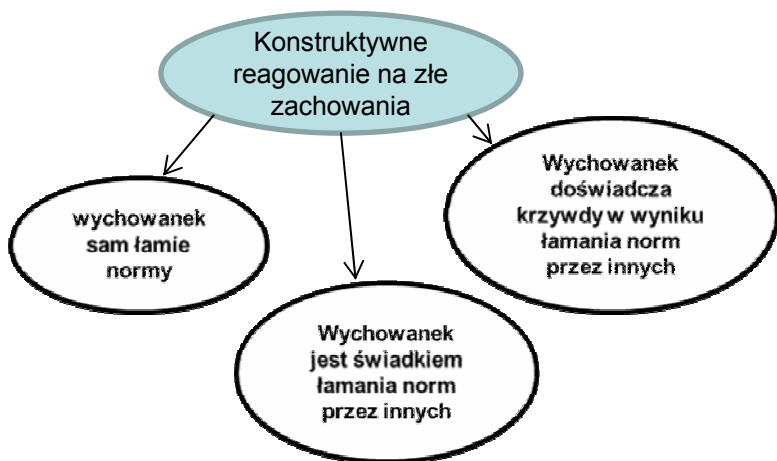 Konstruktywne
reagowanie na złe
zachowania
wychowanek
sam łamie
normy
Wychowanek
jest świadkiem
łamania norm
przez innych
Wychowanek
doświadcza
krzywdy w wyniku
łamania norm
przez innych